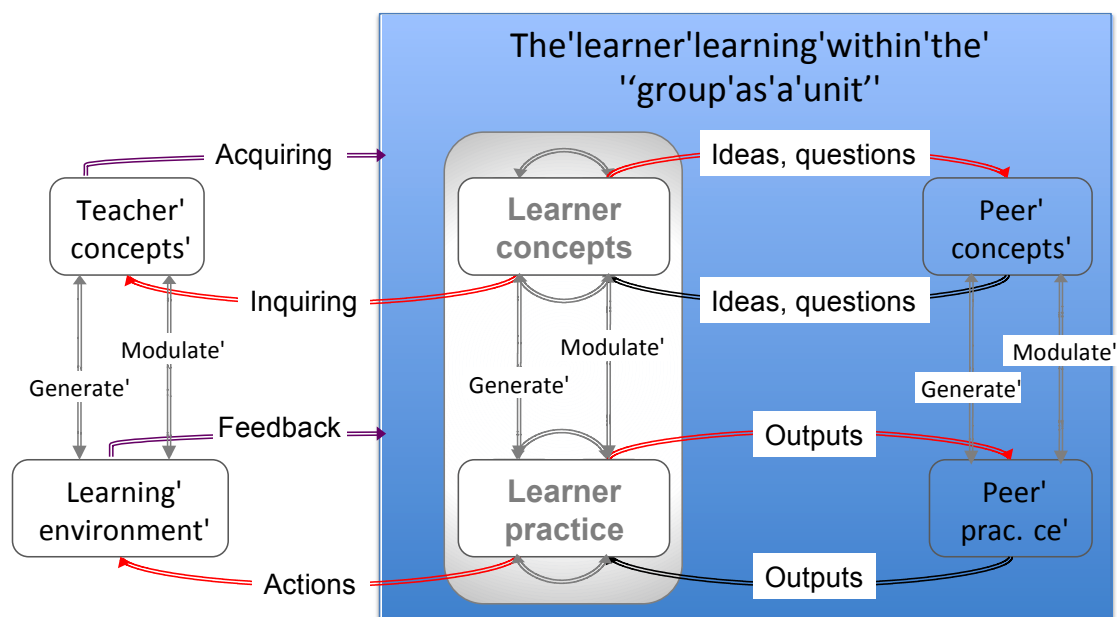 The'learner'learning'within'the'
'‘group'as'a'unit’'
Acquiring
Ideas, questions
Teacher'
concepts'
Learner
concepts
Peer'
concepts'
Inquiring
Ideas, questions
Modulate'
Modulate'
Modulate'
Generate'
Generate'
Generate'
Feedback
Outputs
Learning'
environment'
Learner
practice
Peer'
prac. ce'
Actions
Outputs